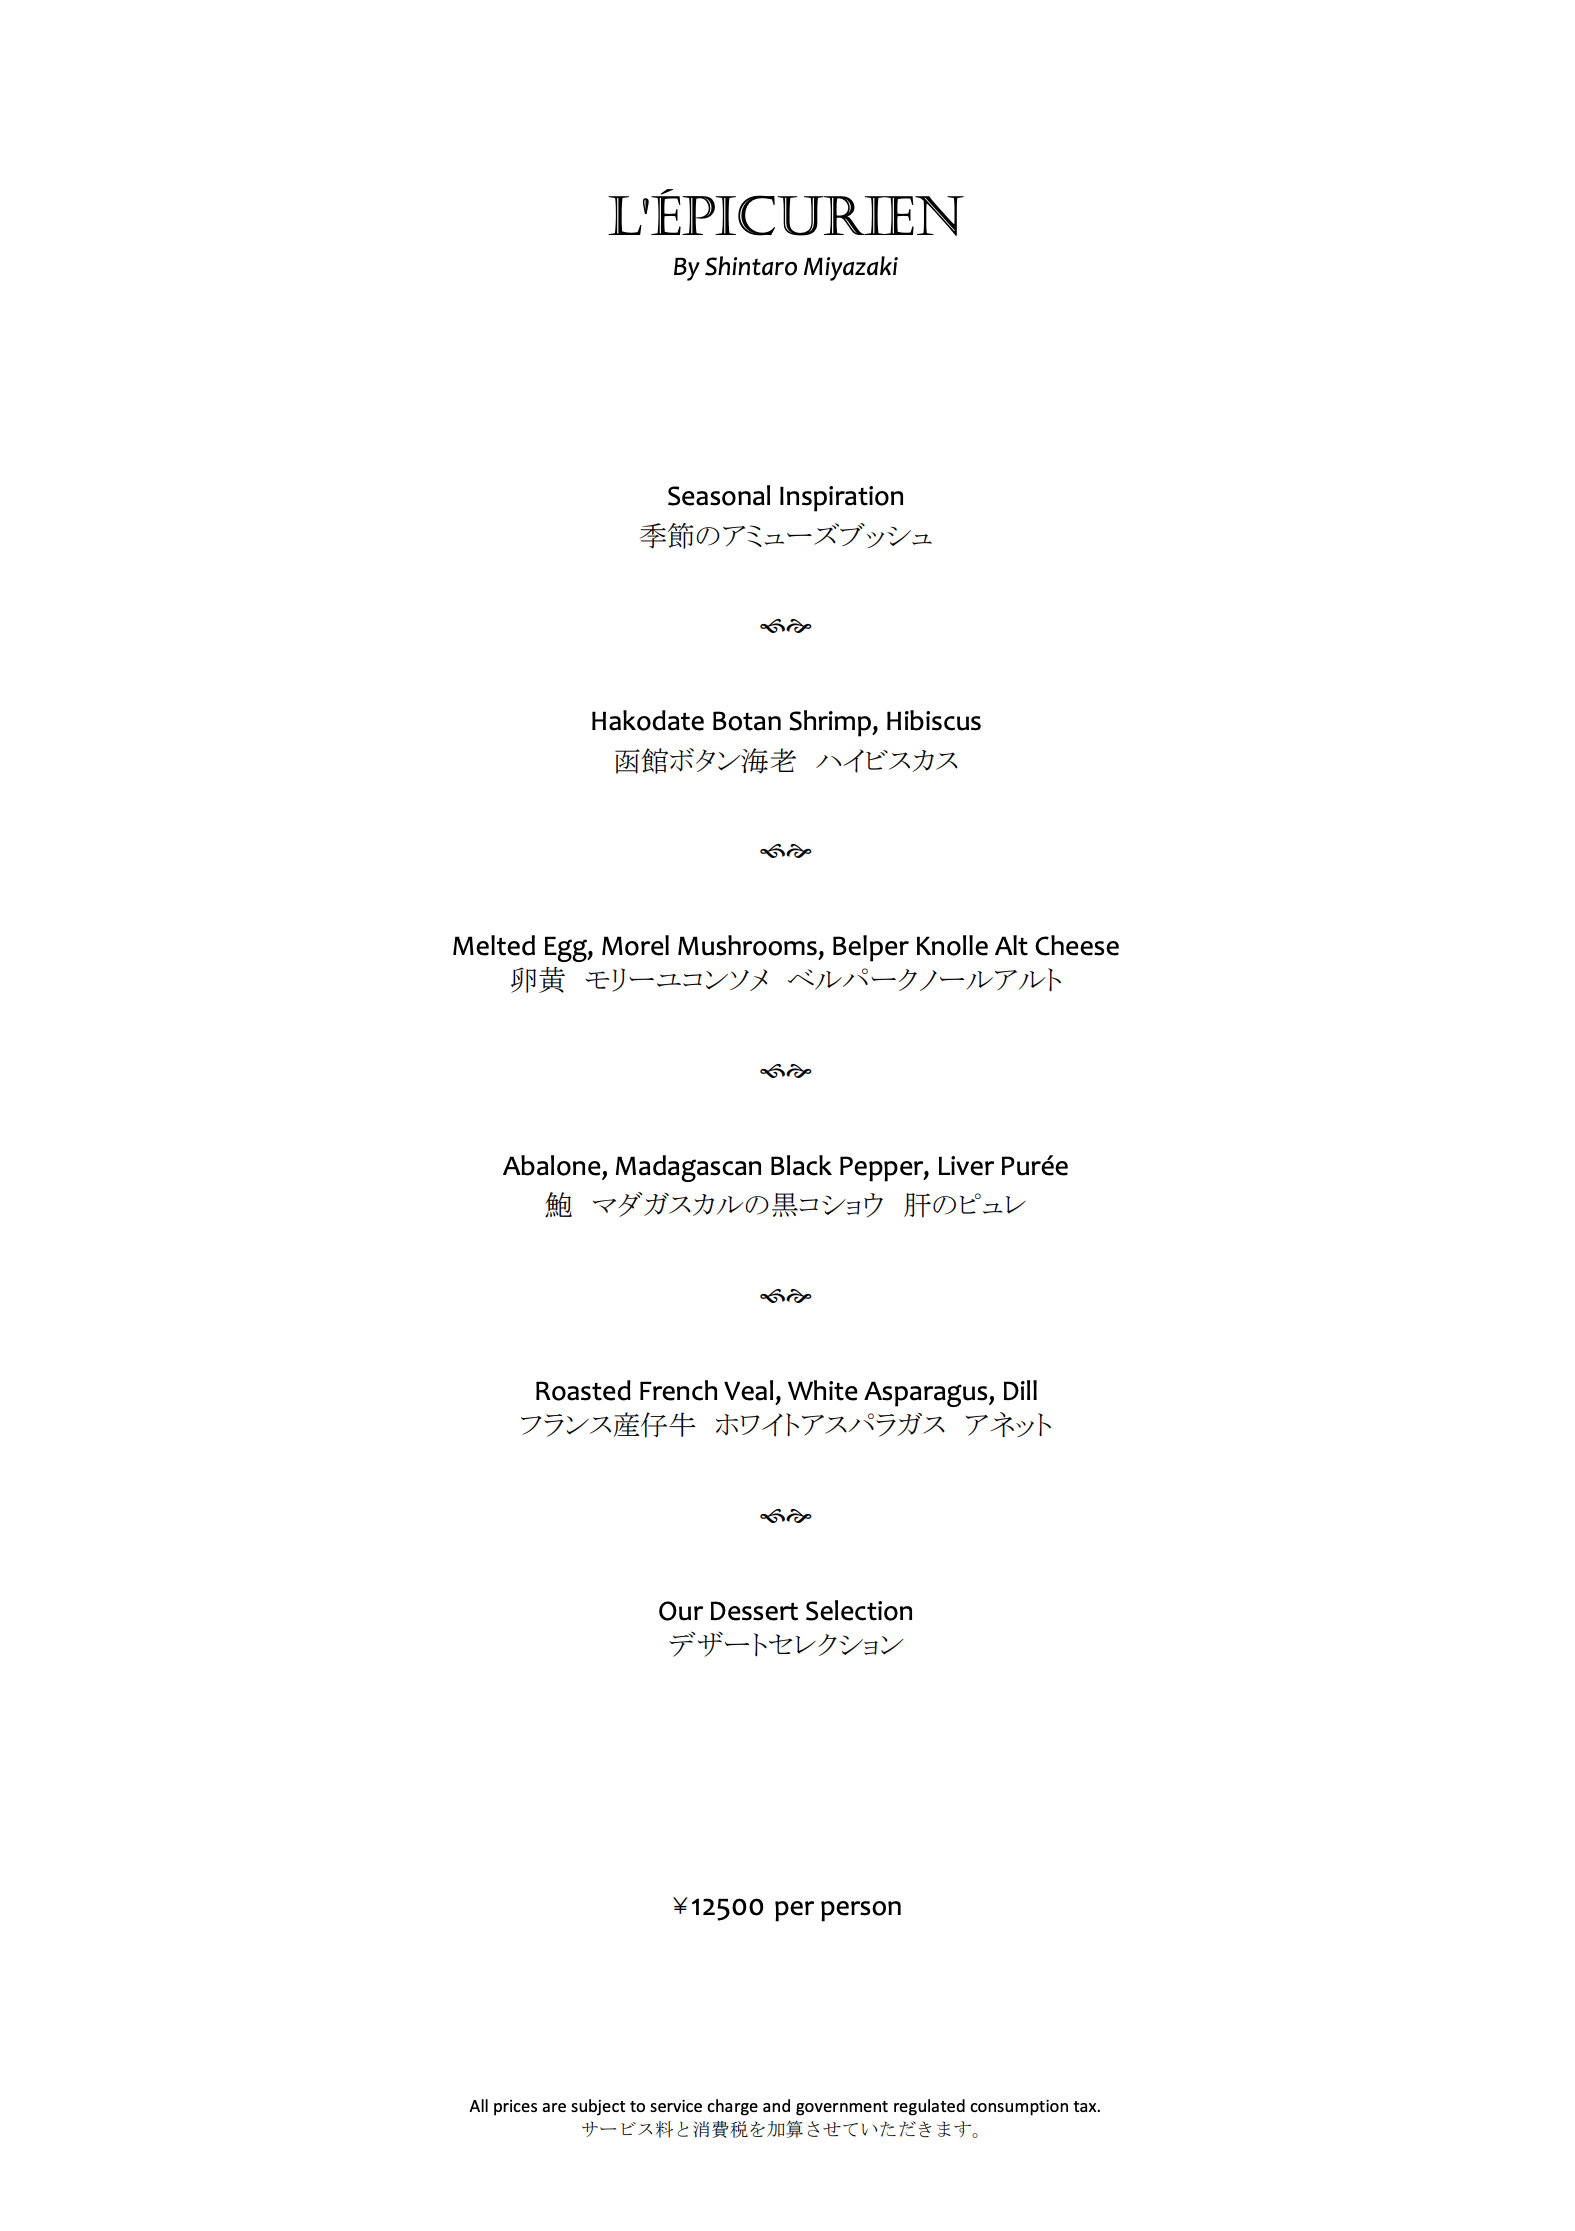 L'ÉPICURIEN
By Shintaro Miyazaki
Seasonal Inspiration
季節のアミューズブッシュ
Hakodate Botan Shrimp, Hibiscus
函館ボタン海老　ハイビスカス
Melted Egg, Morel Mushrooms, Belper Knolle Alt Cheese
卵黄　モリーユコンソメ　ベルパークノールアルト
Abalone, Madagascan Black Pepper, Liver Purée
鮑　マダガスカルの黒コショウ　肝のピュレ
Roasted French Veal, White Asparagus, Dill
フランス産仔牛　ホワイトアスパラガス　アネット
Our Dessert Selection
デザートセレクション
￥12500 per person
All prices are subject to service charge and government regulated consumption tax.
サービス料と消費税を加算させていただきます。